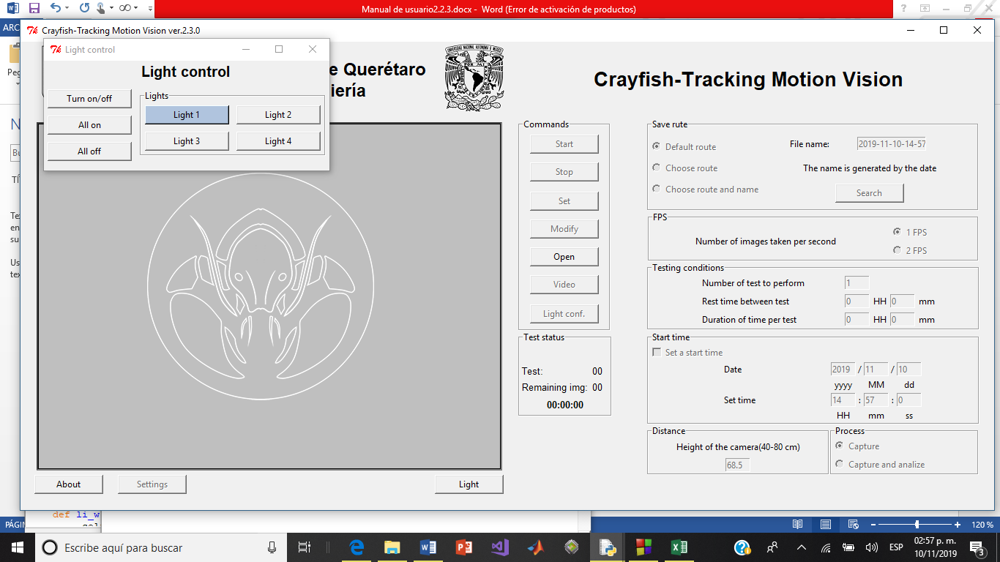 Manual de usuario2.2.3.docx - Word (Error de activación de productos)
ARC
Crayfish-Tracking Motion Vision ver.2.3.0
Light control
Light control
Turn on/off
All on
All off
Lights
Light 1
Light 2
Light 3
Light 4
e Querétaro
iería
Crayfish-Tracking Motion Vision
Commands
Start
Stop
Set
Modify
Open
Video
Light conf.
Test status
Test: 00
Remaining img: 00
00:00:00
Save rute
Default route
Choose route
Choose route and name
File name: 2019-11-10-14-57
The name is generated by the date
Search
FPS
Number of images taken per second
1 FPS
2 FPS
Testing conditions
Number of test to perform 1
Rest time between test 0 HH 0 mm
Duration of time per test 0 HH 0 mm
Start time
Set a start time
Date 2019 / 11 / 10
yyyy MM dd
Set time 14 : 57 : 0
HH mm ss
Distance
Height of the camera(40-80 cm)
68.5
Process
Capture
Capture and analize
About
Settings
Light
Peg
N
Bu
TÍ
Te
en
su
Us
tex
def li_w
PÁGIN
120 %
Escribe aquí para buscar
ESP
02:57 p. m.
10/11/2019
3